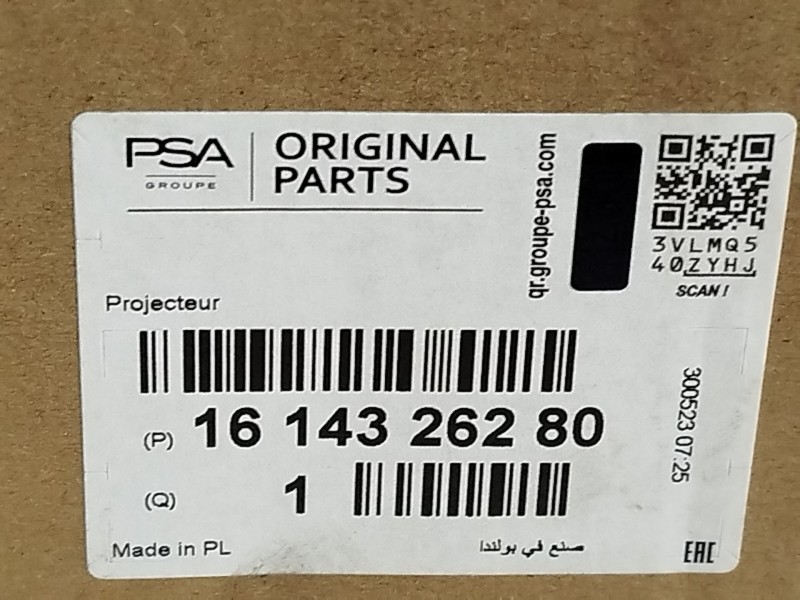 PSA
GROUPE
ORIGINAL
PARTS
qr.groupe-psa.com
3VLMQ5
40ZYHJ
SCAN!
Projecteur
(P) 16 143 262 80
(Q) 1
300523 07:25
Made in PL
صنع في بولندا
EAC